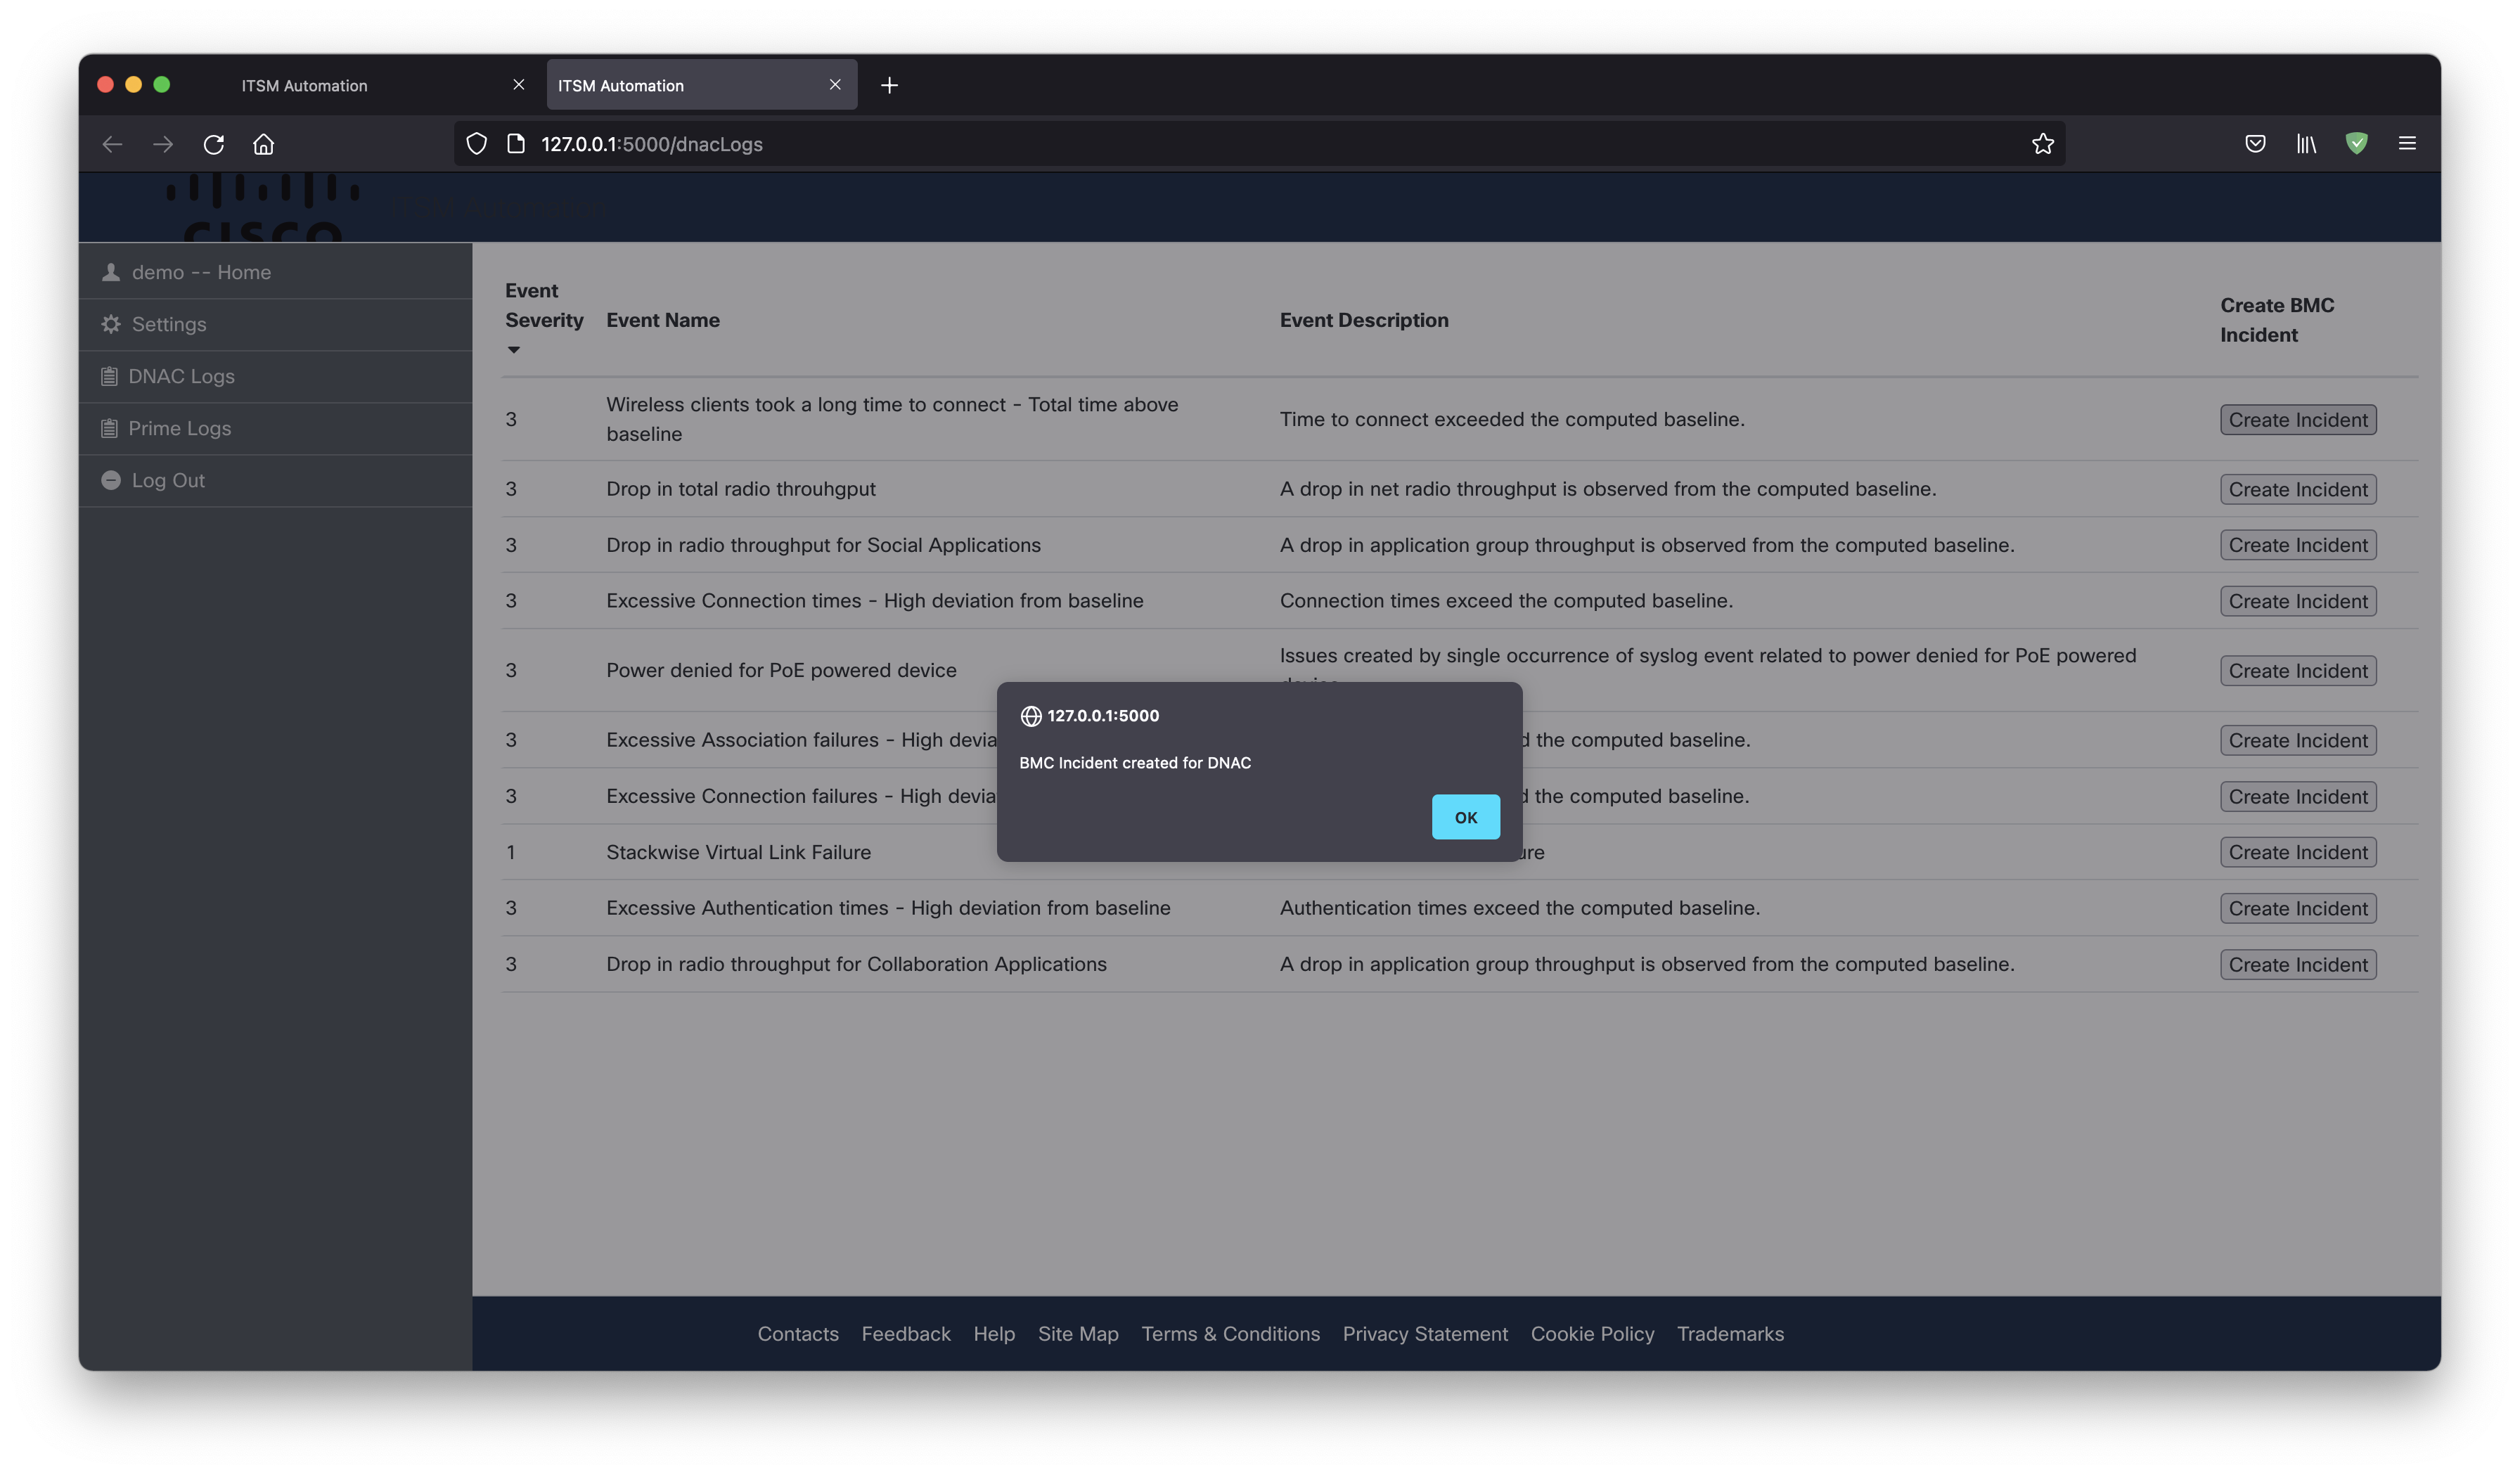 ITSM Automation
ITSM Automation
127.0.0.1:5000/dnacLogs
CISCO
demo -- Home
Settings
DNAC Logs
Prime Logs
Log Out
Event Severity Event Name Event Description Create BMC Incident
3 Wireless clients took a long time to connect - Total time above baseline Time to connect exceeded the computed baseline. Create Incident
3 Drop in total radio throuhgput A drop in net radio throughput is observed from the computed baseline. Create Incident
3 Drop in radio throughput for Social Applications A drop in application group throughput is observed from the computed baseline. Create Incident
3 Excessive Connection times - High deviation from baseline Connection times exceed the computed baseline. Create Incident
3 Power denied for PoE powered device Issues created by single occurrence of syslog event related to power denied for PoE powered Create Incident
3 Excessive Association failures - High the computed baseline. Create Incident
3 Excessive Connection failures - High the computed baseline. Create Incident
1 Stackwise Virtual Link Failure Create Incident
3 Excessive Authentication times - High deviation from baseline Authentication times exceed the computed baseline. Create Incident
3 Drop in radio throughput for Collaboration Applications A drop in application group throughput is observed from the computed baseline. Create Incident
127.0.0.1:5000
BMC Incident created for DNAC
OK
Contacts Feedback Help Site Map Terms & Conditions Privacy Statement Cookie Policy Trademarks